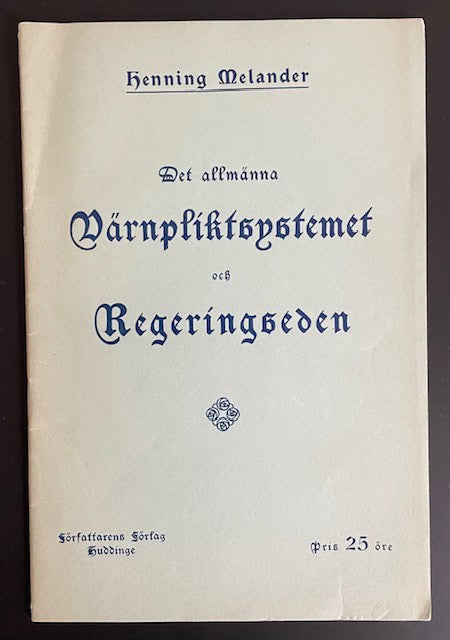 Henning Melander
Det allmänna
Värnpliktsystemet
och
Regeringseden
Författarens Förlag
Huddinge
Pris 25 öre